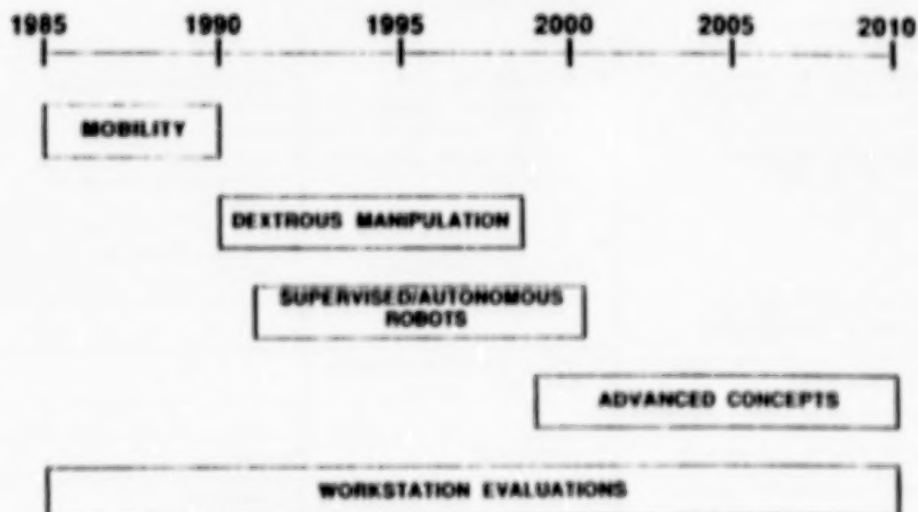 1985 1990 1995 2000 2005 2010
MOBILITY
DEXTROUS MANIPULATION
SUPERVISED/AUTONOMOUS
ROBOTS
ADVANCED CONCEPTS
WORKSTATION EVALUATIONS